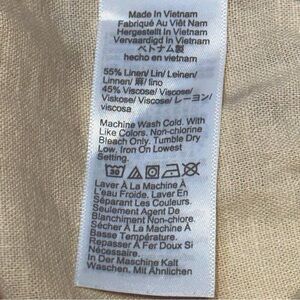 Made In Vietnam
Fabriqué Au Viêt Nam
Hergestellt In Vietnam
Vervaardigd In Vietnam
ベトナム製
hecho en vietnam
55% Linen/ Lin/ Leinen/
Linnen/ 麻/ lino
45% Viscose/ Viscose/
Viskose/ Viscose/ レーヨン/
viscosa
Machine Wash Cold. With
Like Colors. Non-chlorine
Bleach Only. Tumble Dry
Low. Iron On Lowest
Setting.
30
Laver À La Machine À
L'eau Froide. Laver En
Séparant Les Couleurs.
Seulement Agent De
Blanchiment Non-chlore.
Sécher À La Machine À
Basse Température.
Repasser À Fer Doux Si
Nécessaire.
In Der Maschine Kalt
Waschen. Mit Ähnlichen